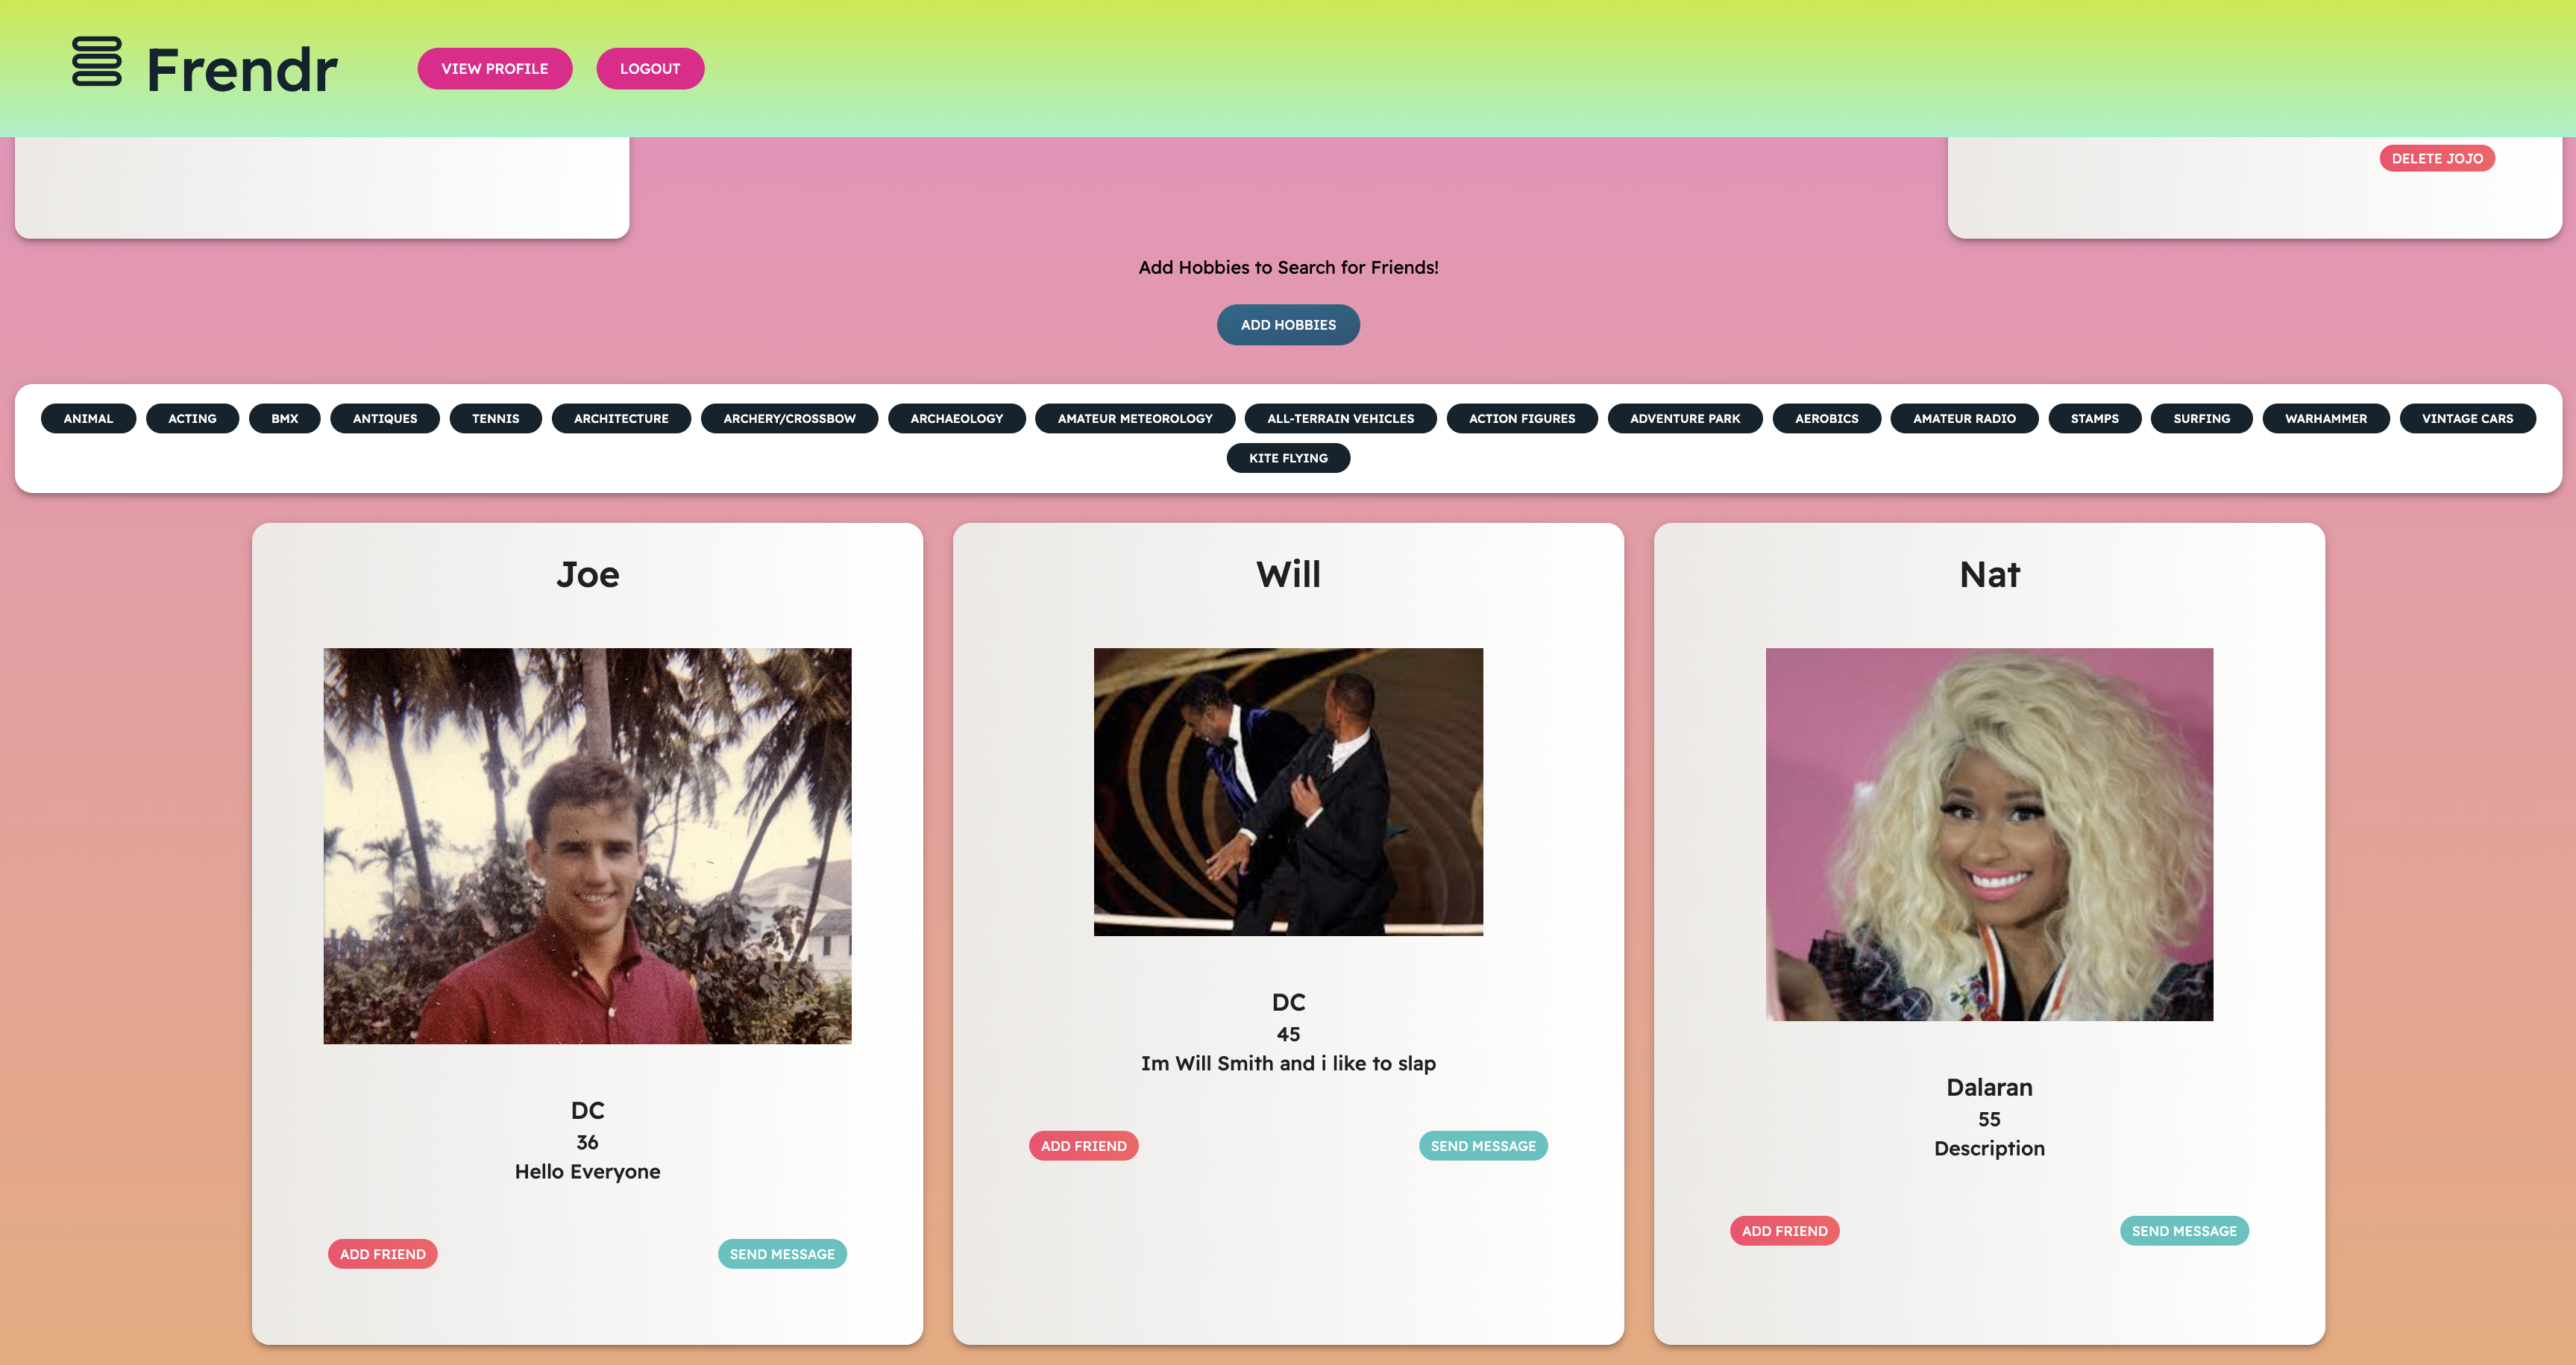 Frendr
VIEW PROFILE
LOGOUT
DELETE JOJO
Add Hobbies to Search for Friends!
ADD HOBBIES
ANIMAL ACTING BMX ANTIQUES TENNIS ARCHITECTURE ARCHERY/CROSSBOW ARCHAEOLOGY AMATEUR METEOROLOGY ALL-TERRAIN VEHICLES ACTION FIGURES ADVENTURE PARK AEROBICS AMATEUR RADIO STAMPS SURFING WARHAMMER VINTAGE CARS
KITE FLYING
Joe
DC
36
Hello Everyone
ADD FRIEND
SEND MESSAGE
Will
DC
45
Im Will Smith and i like to slap
ADD FRIEND
SEND MESSAGE
Nat
Dalaran
55
Description
ADD FRIEND
SEND MESSAGE